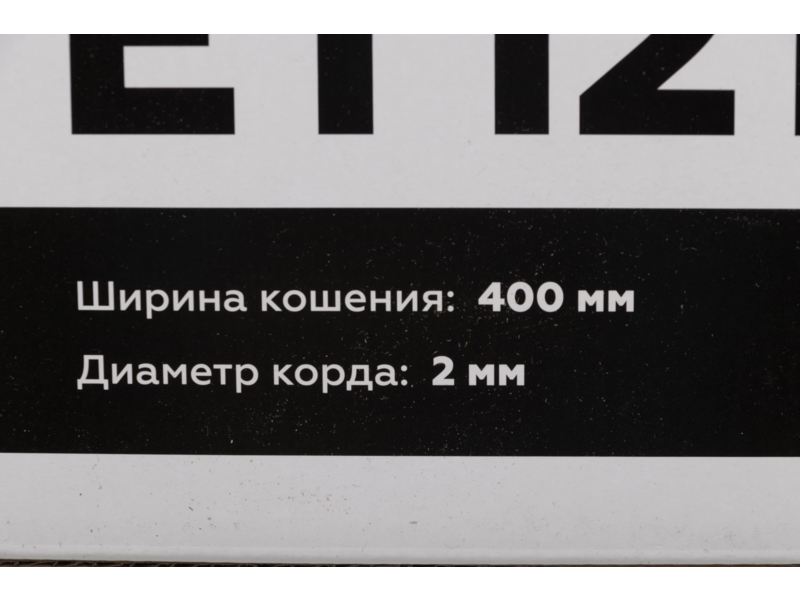 Ширина кошения: 400 мм
Диаметр корда: 2 мм